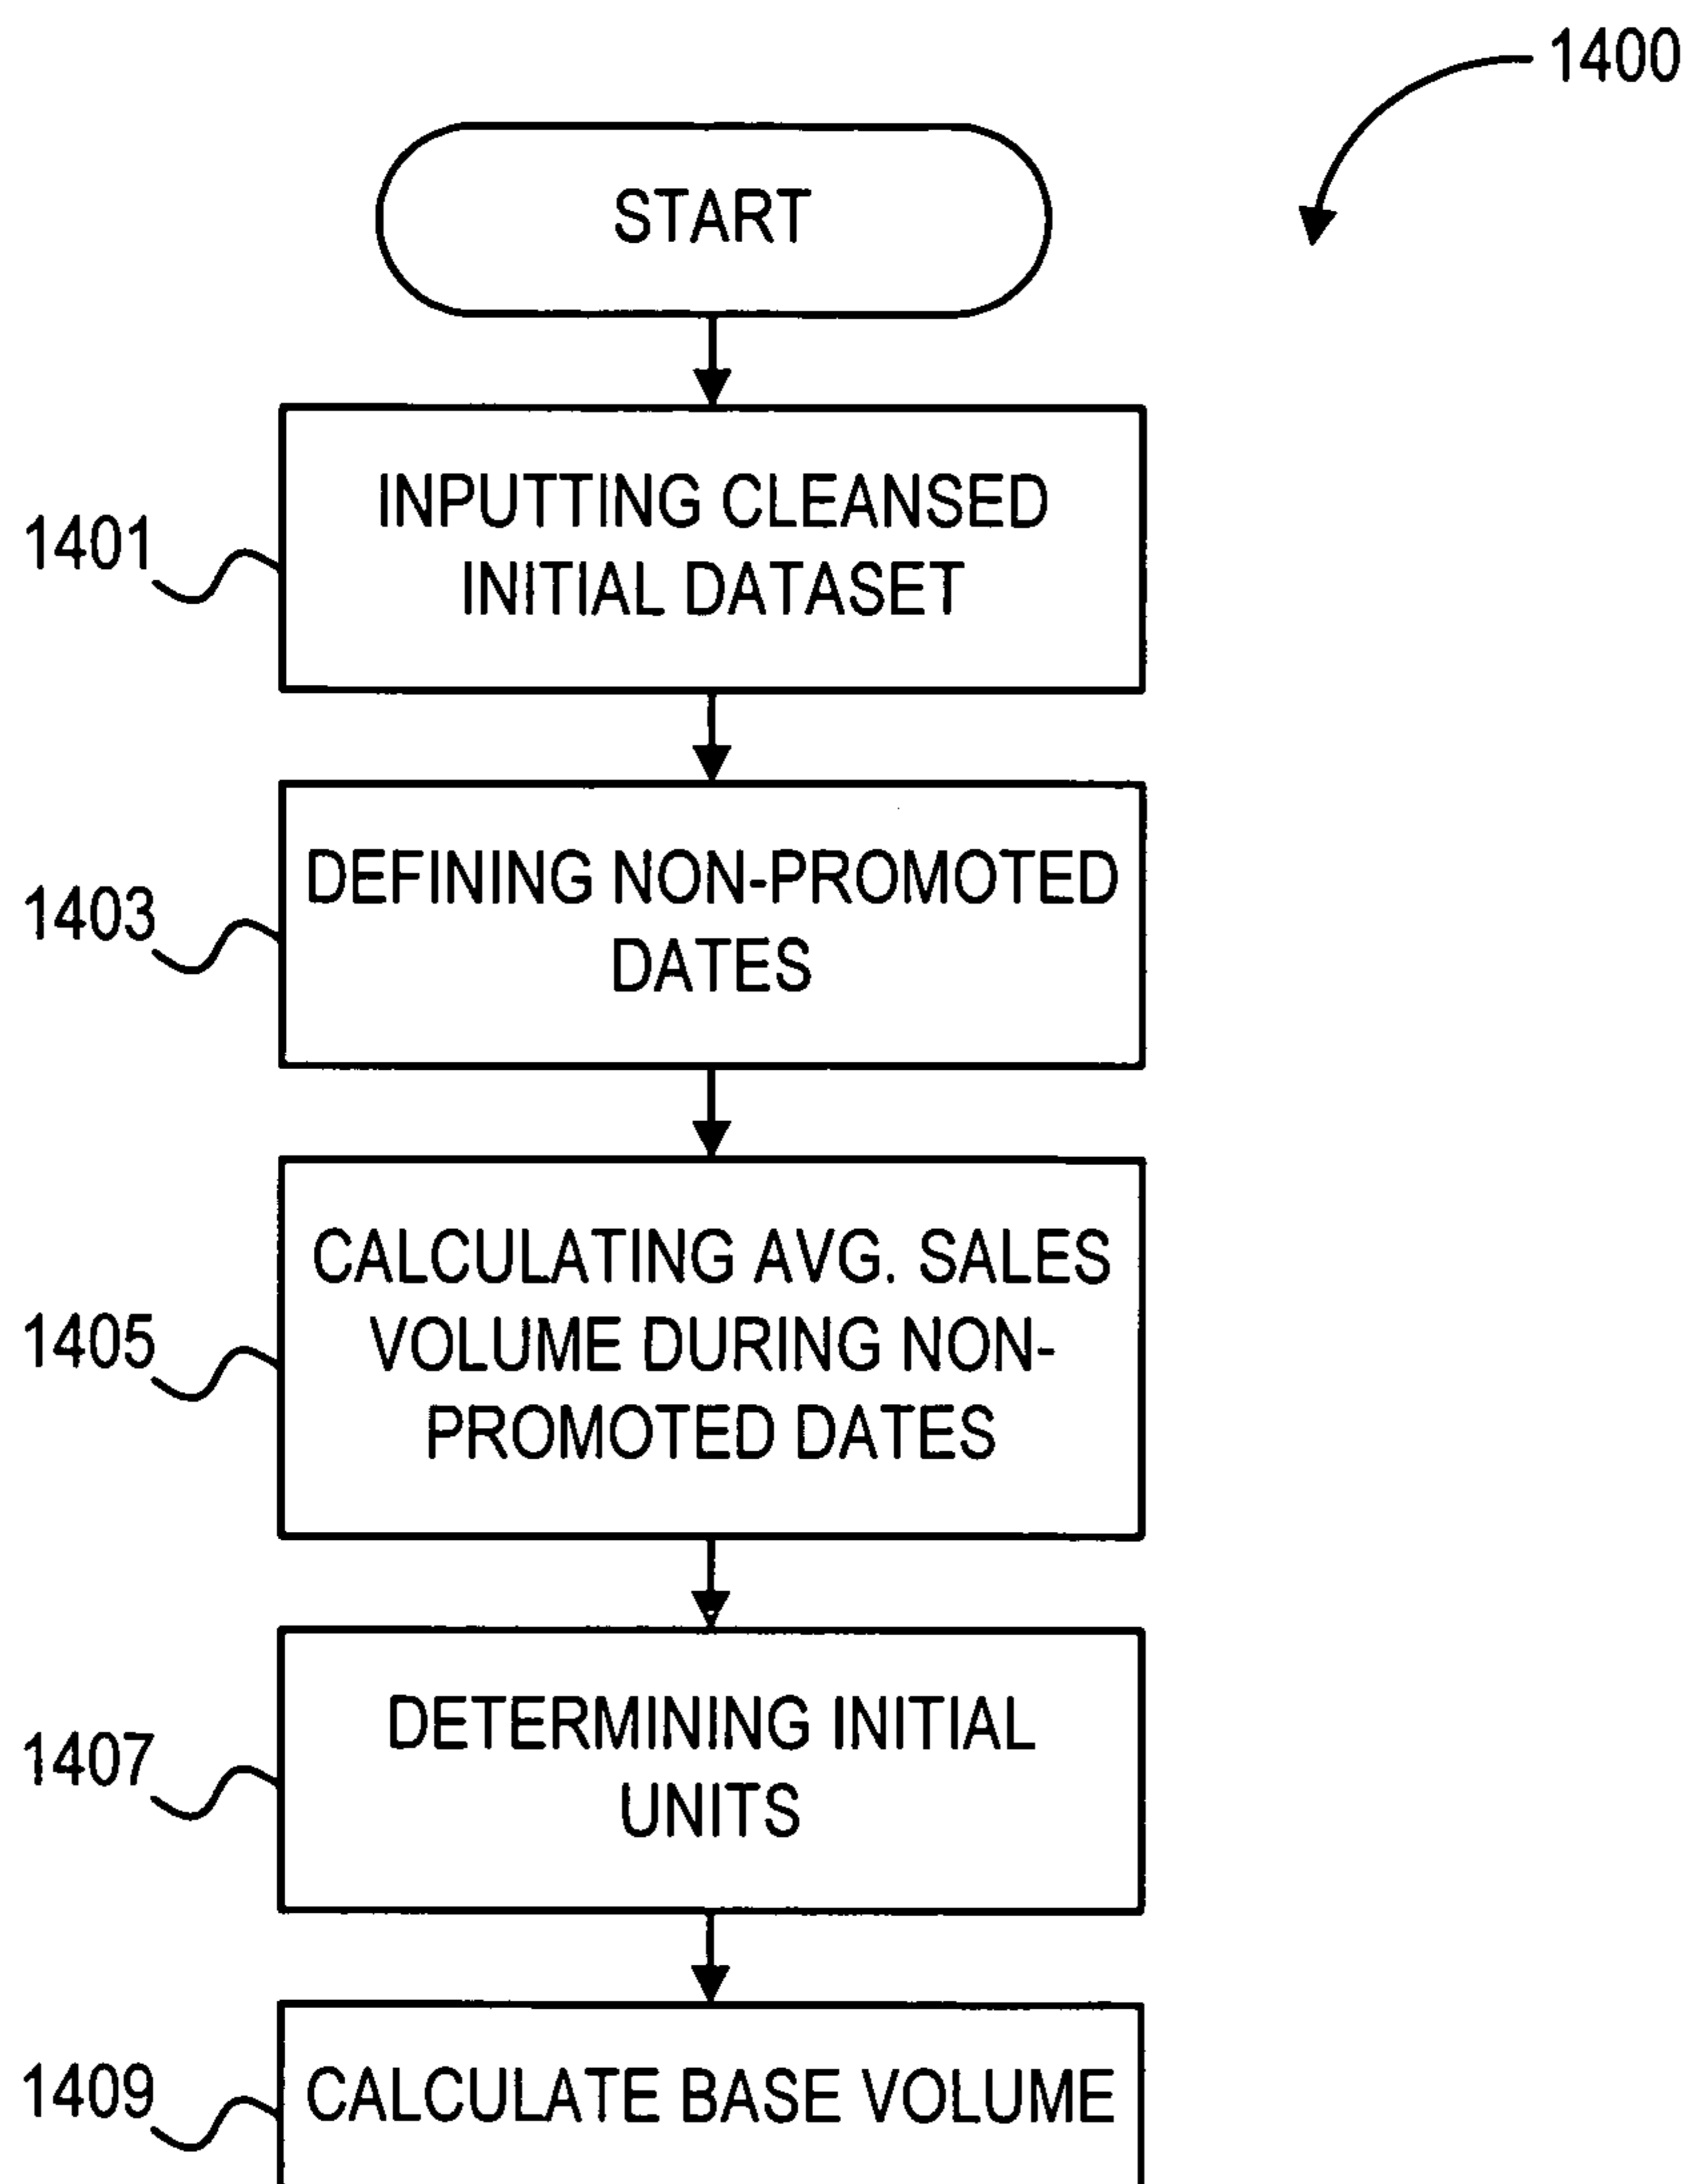 1400
START
1401
INPUTTING CLEANSED
INITIAL DATASET
1403
DEFINING NON-PROMOTED
DATES
1405
CALCULATING AVG. SALES
VOLUME DURING NON-
PROMOTED DATES
1407
DETERMINING INITIAL
UNITS
1409
CALCULATE BASE VOLUME